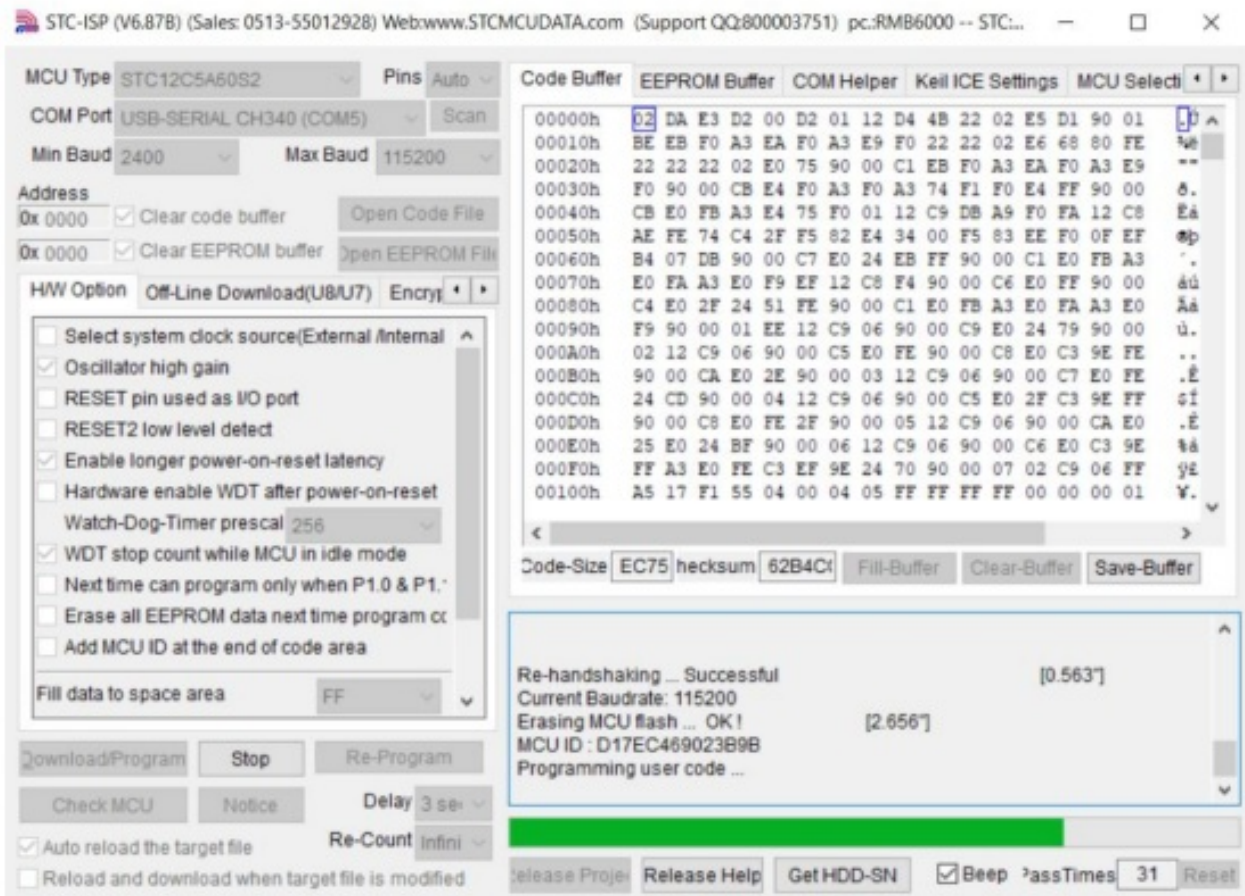 STC-ISP (V6.87B) (Sales: 0513-55012928) Web:www.STCMCUDATA.com (Support QQ:800003751) pc.:RMB6000 -- STC:...
MCU Type STC12C5A60S2 Pins Auto
COM Port USB-SERIAL CH340 (COM5) Scan
Min Baud 2400 Max Baud 115200
Address
0x 0000 Clear code buffer Open Code File
0x 0000 Clear EEPROM buffer Open EEPROM File
H/W Option Off-Line Download(U8/U7) Encryp
Select system clock source(External /Internal
Oscillator high gain
RESET pin used as I/O port
RESET2 low level detect
Enable longer power-on-reset latency
Hardware enable WDT after power-on-reset
Watch-Dog-Timer prescal 256
WDT stop count while MCU in idle mode
Next time can program only when P1.0 & P1.1
Erase all EEPROM data next time program co
Add MCU ID at the end of code area
Fill data to space area FF
Download/Program Stop Re-Program
Check MCU Notice Delay 3 sec
Auto reload the target file Re-Count Infini
Reload and download when target file is modified
Code Buffer EEPROM Buffer COM Helper Keil ICE Settings MCU Selecti
00000h 02 DA E3 D2 00 D2 01 12 D4 4B 22 02 E5 D1 90 01 .Ú
00010h BE EB F0 A3 EA F0 A3 E9 F0 22 22 02 E6 68 80 FE ¾ë
00020h 22 22 22 02 E0 75 90 00 C1 EB F0 A3 EA F0 A3 E9 ""
00030h F0 90 00 CB E4 F0 A3 F0 A3 74 F1 F0 E4 FF 90 00 ð.
00040h CB E0 FB A3 E4 75 F0 01 12 C9 DB A9 F0 FA 12 C8 Ëà
00050h AE FE 74 C4 2F F5 82 E4 34 00 F5 83 EE F0 0F EF ®þ
00060h B4 07 DB 90 00 C7 E0 24 EB FF 90 00 C1 E0 FB A3 ´.
00070h E0 FA A3 E0 F9 EF 12 C8 F4 90 00 C6 E0 FF 90 00 àú
00080h C4 E0 2F 24 51 FE 90 00 C1 E0 FB A3 E0 FA A3 E0 Äà
00090h F9 90 00 01 EE 12 C9 06 90 00 C9 E0 24 79 90 00 ù.
000A0h 02 12 C9 06 90 00 C5 E0 FE 90 00 C8 E0 C3 9E FE ..
000B0h 90 00 CA E0 2E 90 00 03 12 C9 06 90 00 C7 E0 FE .Ê
000C0h 24 CD 90 00 04 12 C9 06 90 00 C5 E0 2F C3 9E FF $Í
000D0h 90 00 C8 E0 FE 2F 90 00 05 12 C9 06 90 00 CA E0 .È
000E0h 25 E0 24 BF 90 00 06 12 C9 06 90 00 C6 E0 C3 9E %à
000F0h FF A3 E0 FE C3 EF 9E 24 70 90 00 07 02 C9 06 FF ÿ£
00100h A5 17 F1 55 04 00 04 05 FF FF FF FF 00 00 00 01 ¥.
Code-Size EC75 hecksum 62B4C Fill-Buffer Clear-Buffer Save-Buffer
Re-handshaking ... Successful [0.563"]
Current Baudrate: 115200
Erasing MCU flash ... OK ! [2.656"]
MCU ID : D17EC469023B9B
Programming user code ...
Release Proje Release Help Get HDD-SN Beep PassTimes 31 Reset